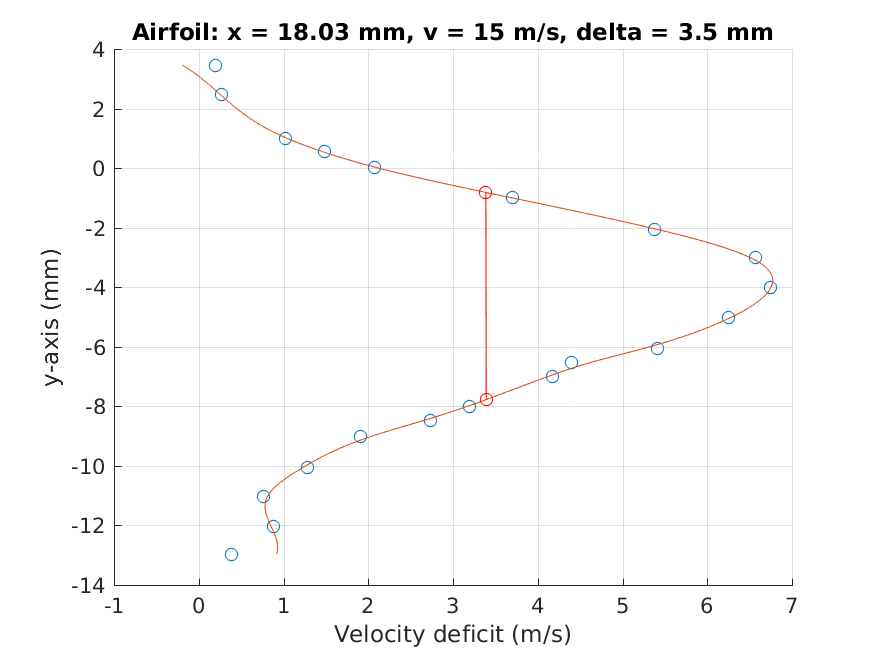 Airfoil: x = 18.03 mm, v = 15 m/s, delta = 3.5 mm
4
2
0
-2
-4
-6
-8
-10
-12
-14
y-axis (mm)
-1 0 1 2 3 4 5 6 7
Velocity deficit (m/s)